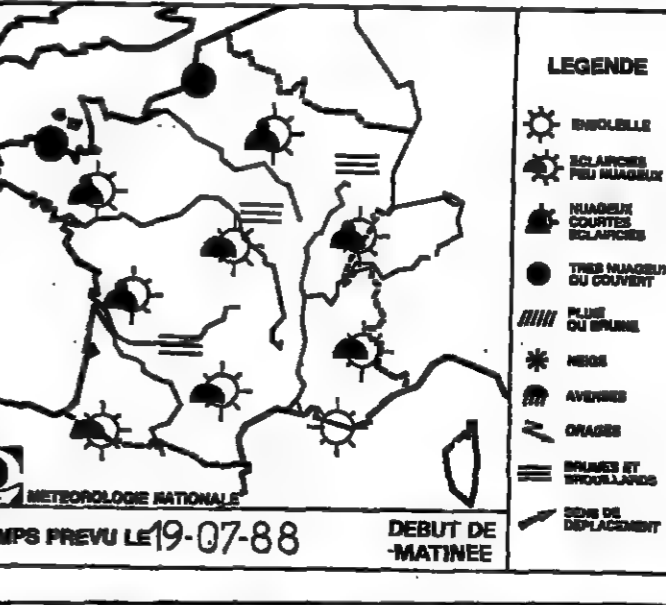 LEGENDE
ENSOLEILLE
ECLAIRCIES
PEU NUAGEUX
NUAGEUX
COURTES
ECLAIRCIES
TRES NUAGEUX
OU COUVERT
PLUIE
OU BRUINE
NEIGE
AVERSES
ORAGES
BRUMES ET
BROUILLARDS
SENS DE
DEPLACEMENT
METEOROLOGIE NATIONALE
MPS PREVU LE 19-07-88
DEBUT DE
-MATINEE